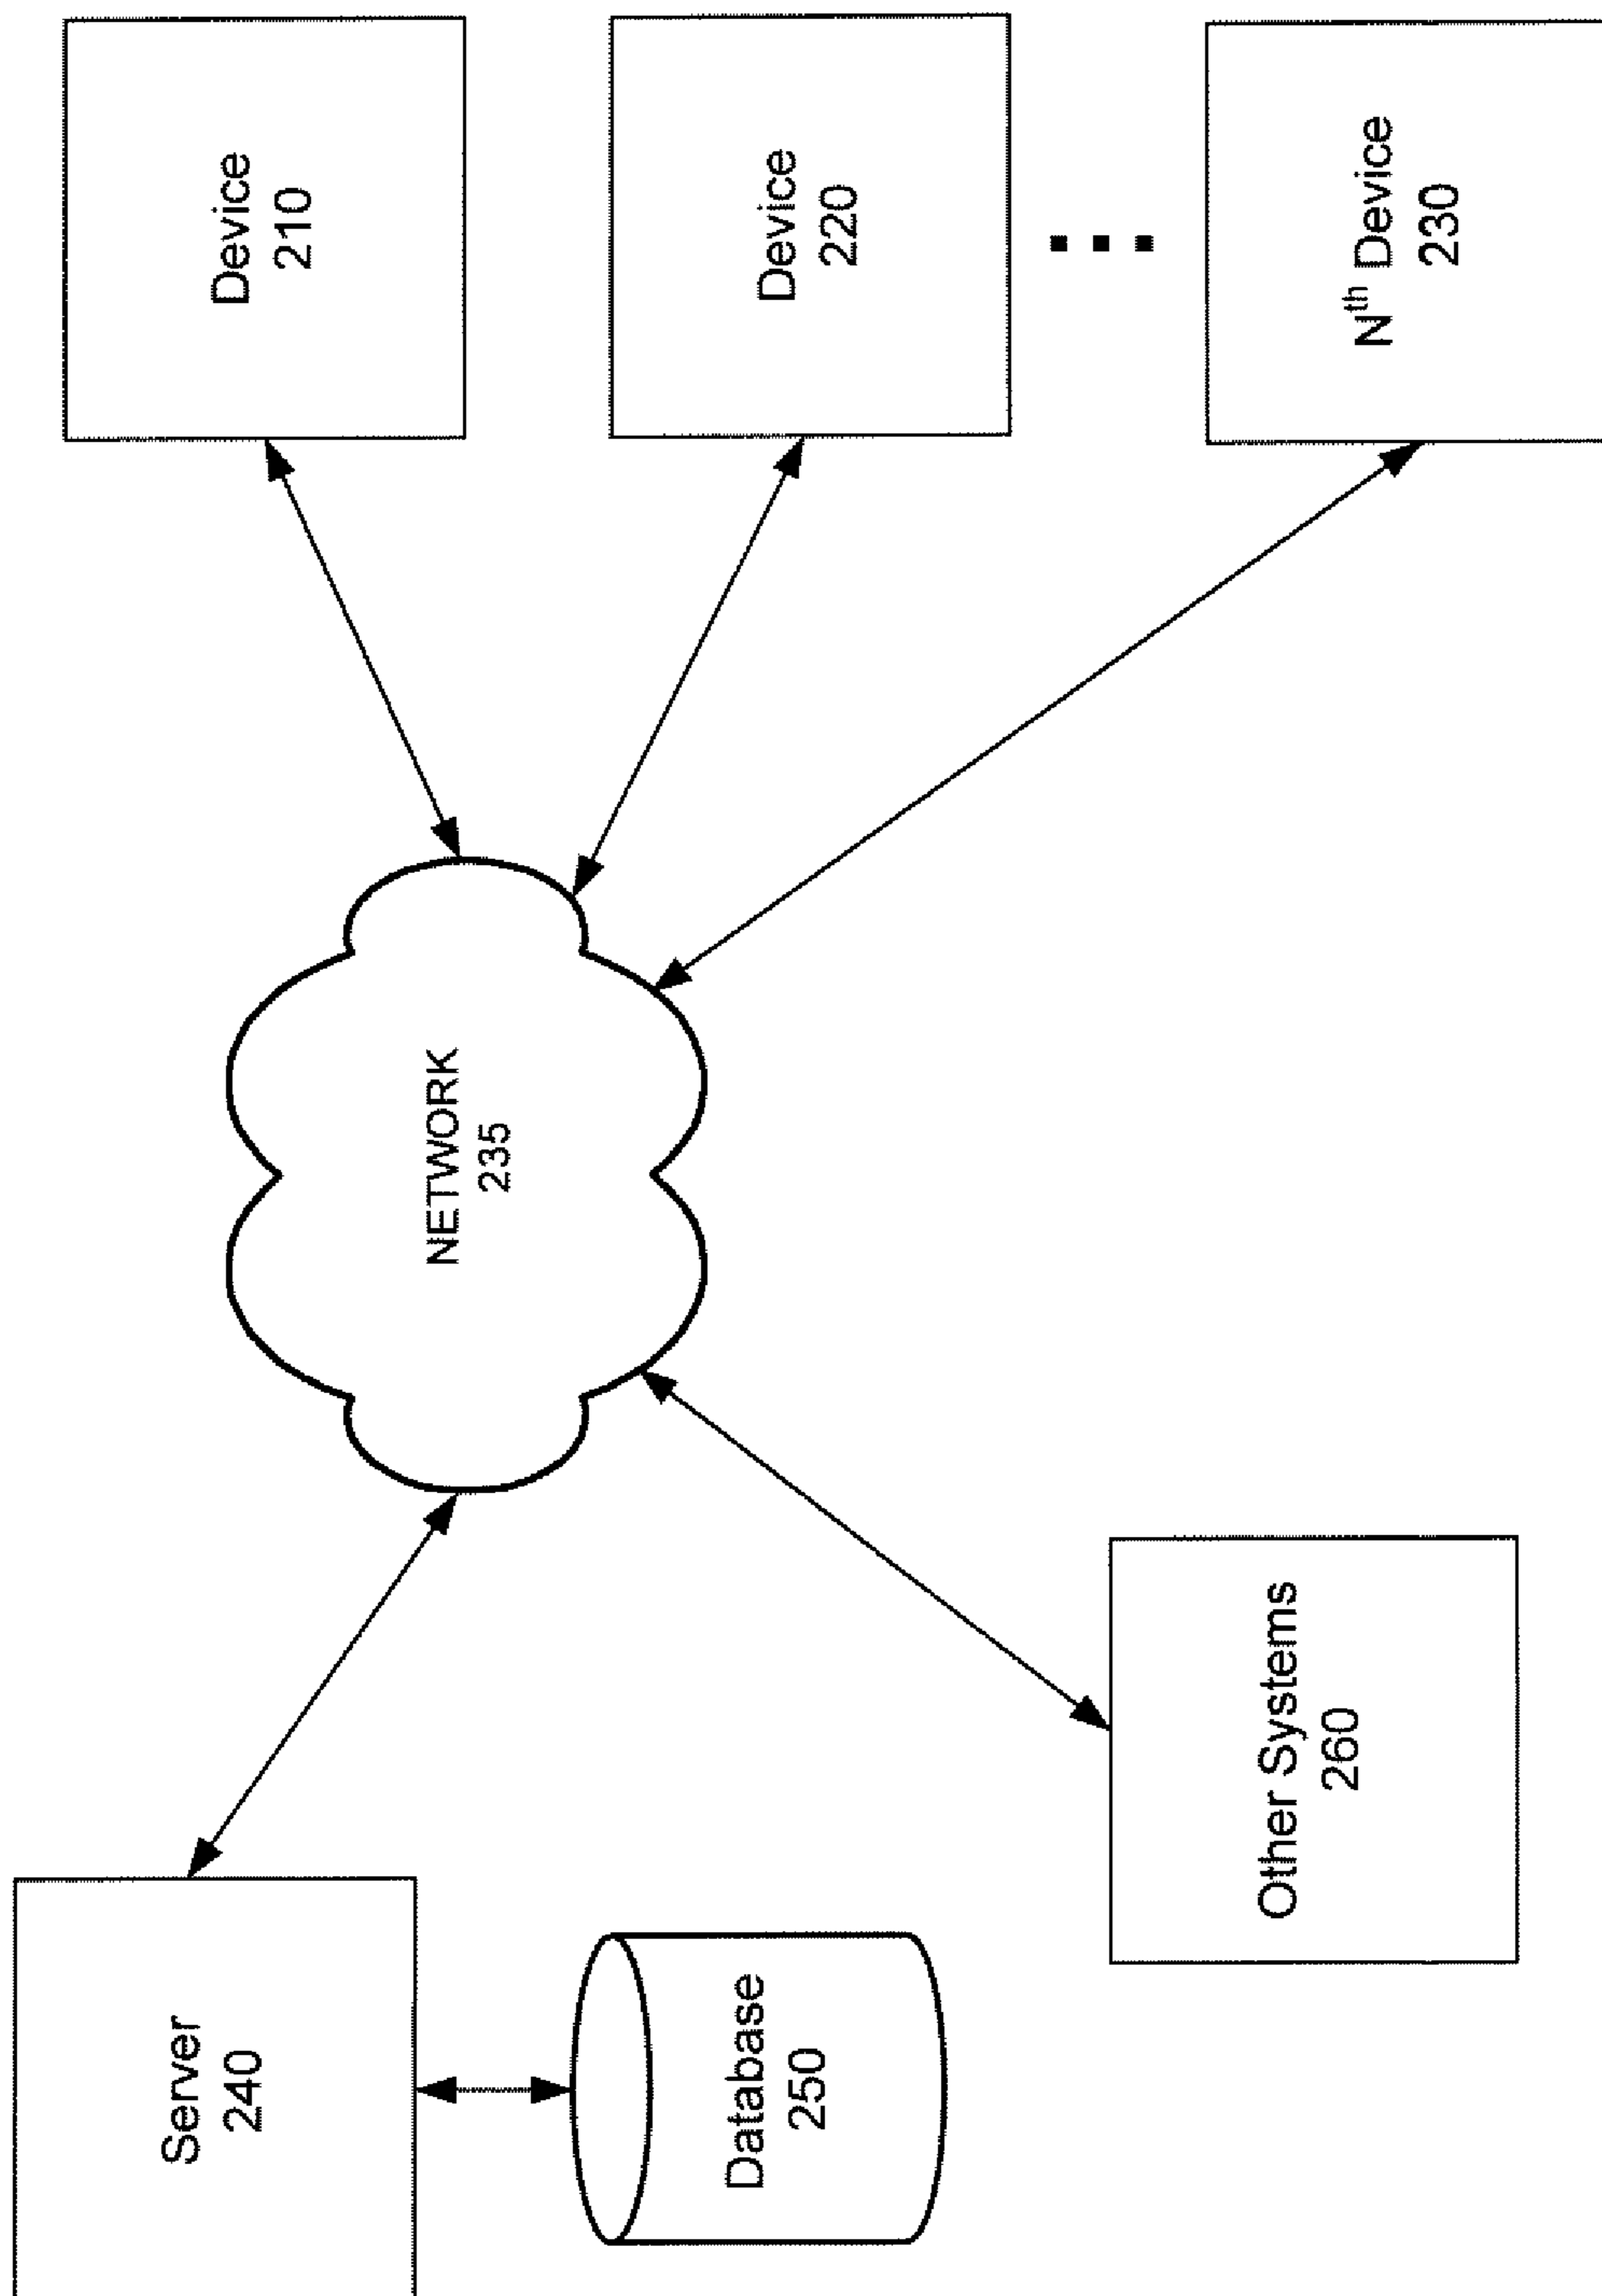 Server
240
Database
250
Other Systems
260
NETWORK
235
Device
210
Device
220
Nth Device
230